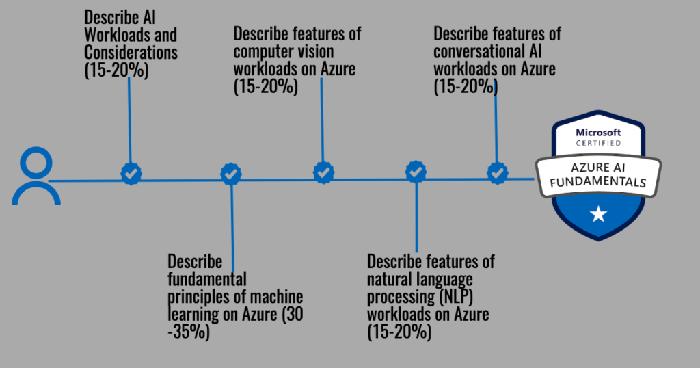 Describe AI
Workloads and
Considerations
(15-20%)
Describe features of
computer vision
workloads on Azure
(15-20%)
Describe features of
conversational AI
workloads on Azure
(15-20%)
Microsoft
CERTIFIED
AZURE AI
FUNDAMENTALS
Describe
fundamental
principles of machine
learning on Azure (30
-35%)
Describe features of
natural language
processing (NLP)
workloads on Azure
(15-20%)